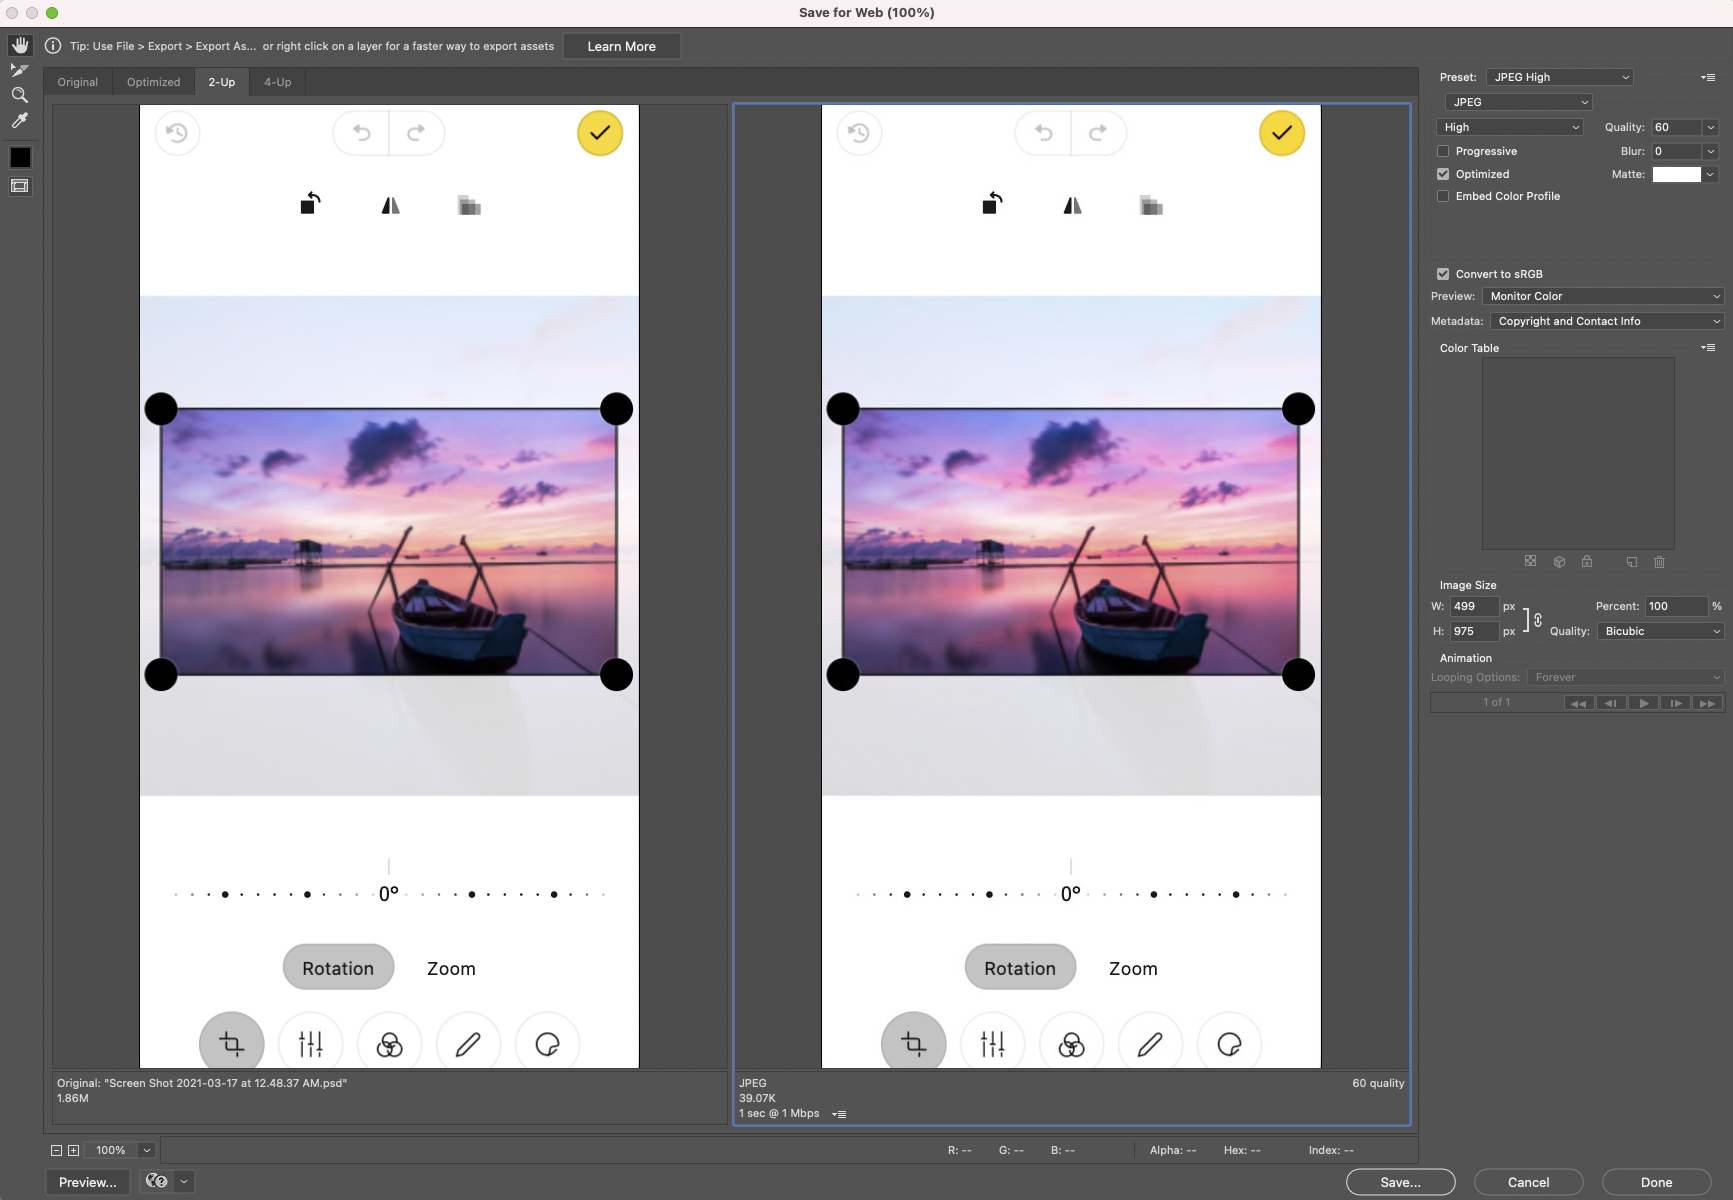 Save for Web (100%)
Tip: Use File > Export > Export As... or right click on a layer for a faster way to export assets
Learn More
Original
Optimized
2-Up
4-Up
0°
Rotation
Zoom
Original: "Screen Shot 2021-03-17 at 12.48.37 AM.psd"
1.86M
0°
Rotation
Zoom
JPEG
60 quality
39.07K
1 sec @ 1 Mbps
Preset: JPEG High
JPEG
High
Quality: 60
Progressive
Blur: 0
Optimized
Matte:
Embed Color Profile
Convert to sRGB
Preview: Monitor Color
Metadata: Copyright and Contact Info
Color Table
Image Size
W: 499 px
Percent: 100 %
H: 975 px
Quality: Bicubic
Animation
Looping Options: Forever
1 of 1
100%
R: --
G: --
B: --
Alpha: --
Hex: --
Index: --
Preview...
Save...
Cancel
Done